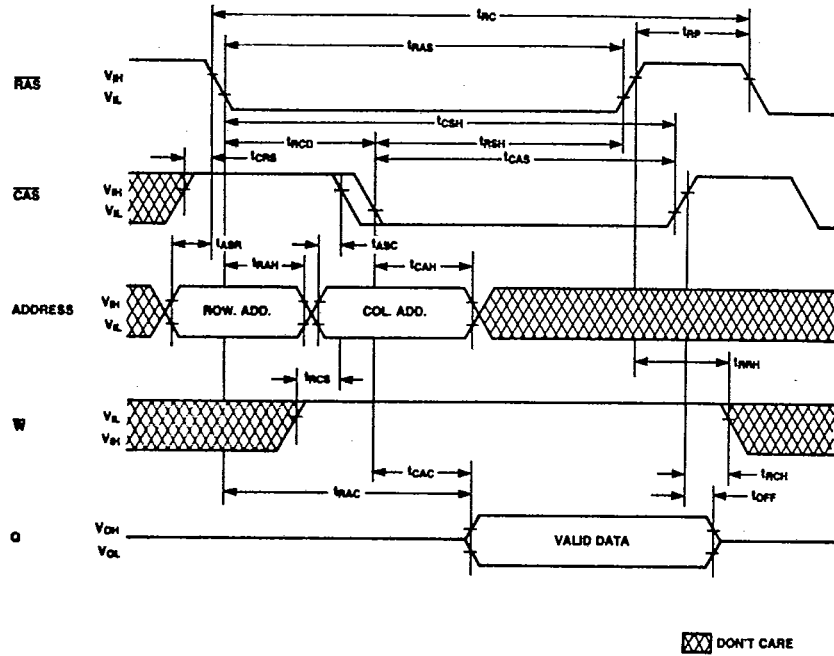 tRC
tRAS
tRP
RAS
VIH
VIL
tCSH
tRCD
tRSH
tCRS
tCAS
CAS
VIH
VIL
tASR
tASC
tRAH
tCAH
ADDRESS
VIH
VIL
ROW. ADD.
COL. ADD.
tRRH
tRCS
W
VIL
VIH
tCAC
tRCH
tRAC
tOFF
Q
VOH
VOL
VALID DATA
DON'T CARE